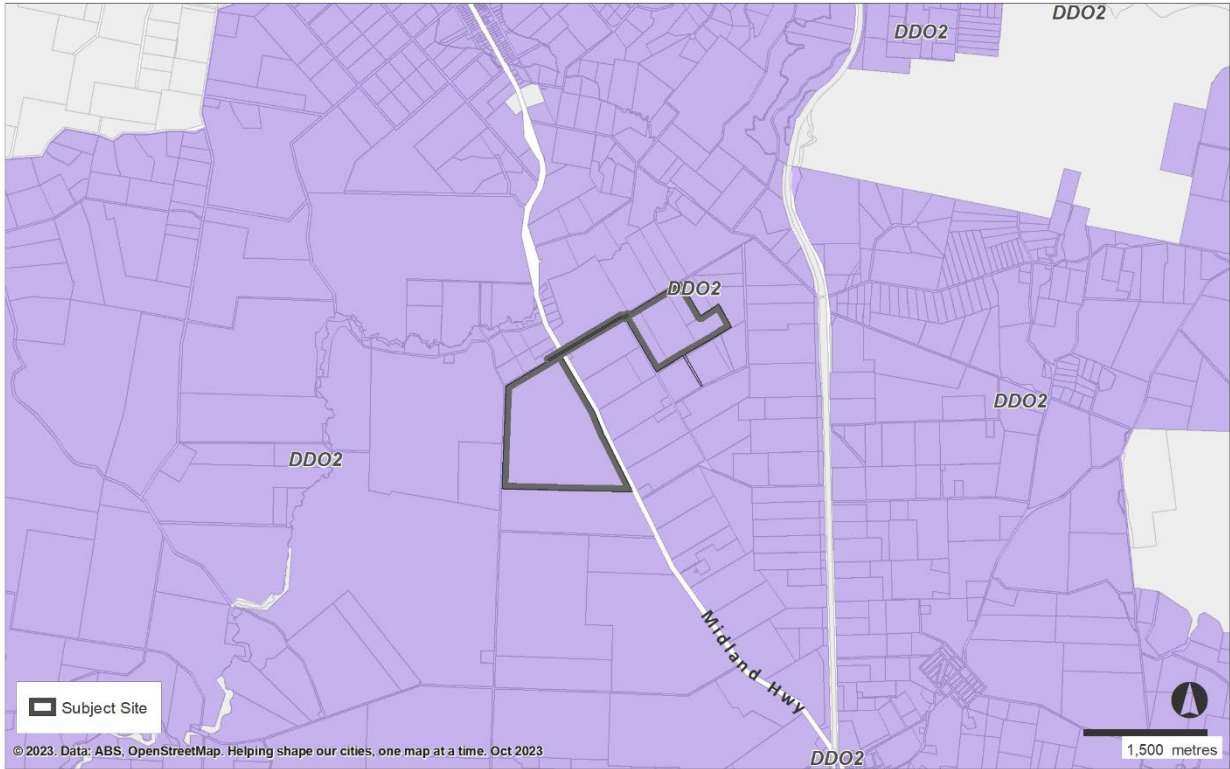 DDO2
DDO2
DDO2
DDO2
DDO2
Midland Hwy
Subject Site
1,500 metres
© 2023. Data: ABS, OpenStreetMap. Helping shape our cities, one map at a time. Oct 2023
DDO2